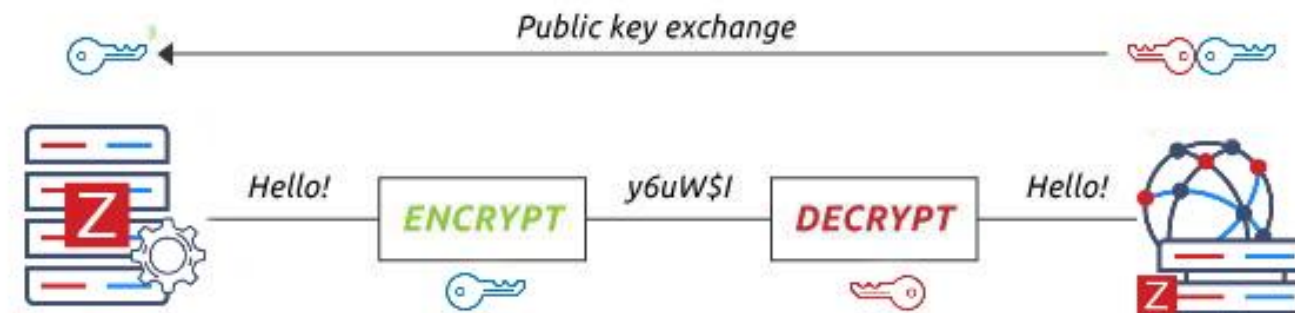 Public key exchange
Hello!
ENCRYPT
y6uW$I
DECRYPT
Hello!
Z
Z